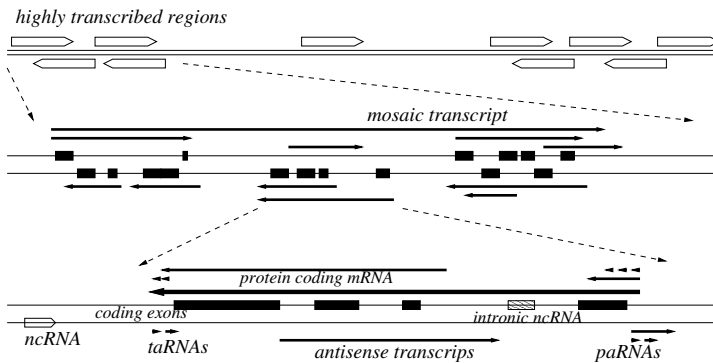 highly transcribed regions
mosaic transcript
protein coding mRNA
coding exons
intronic ncRNA
ncRNA
taRNAs
antisense transcrips
paRNAs